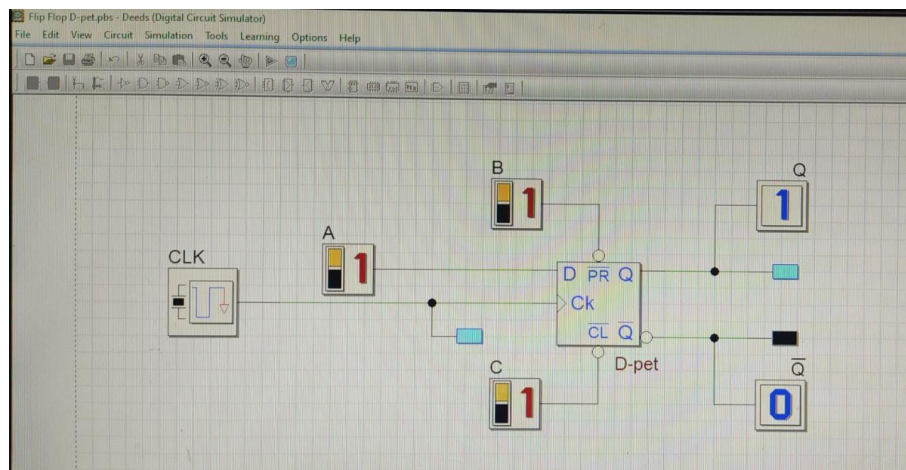 Flip Flop D-pet.pbs - Deeds (Digital Circuit Simulator)
File Edit View Circuit Simulation Tools Learning Options Help
B
Q
1
1
A
CLK
1
D PR Q
Ck
CL Q
D-pet
C
Q
1
0